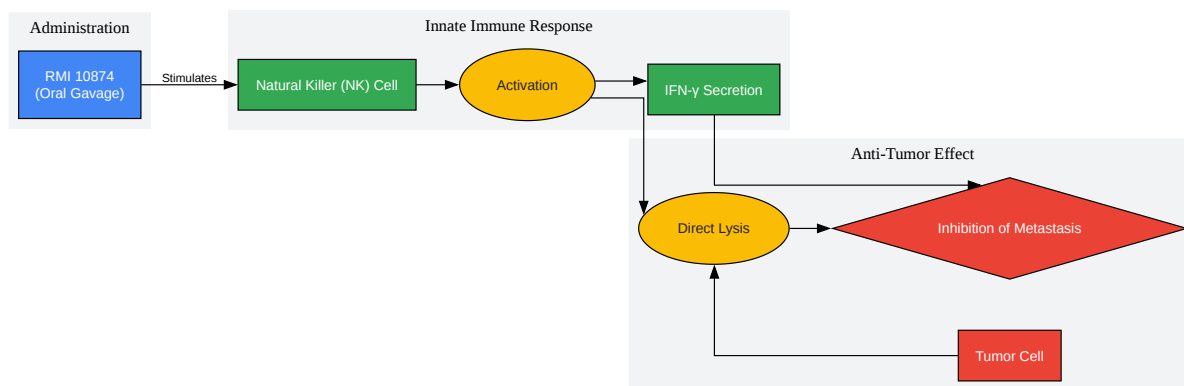 Administration
RMI 10874
(Oral Gavage)
Stimulates
Innate Immune Response
Natural Killer (NK) Cell
Activation
IFN-γ Secretion
Anti-Tumor Effect
Direct Lysis
Inhibition of Metastasis
Tumor Cell